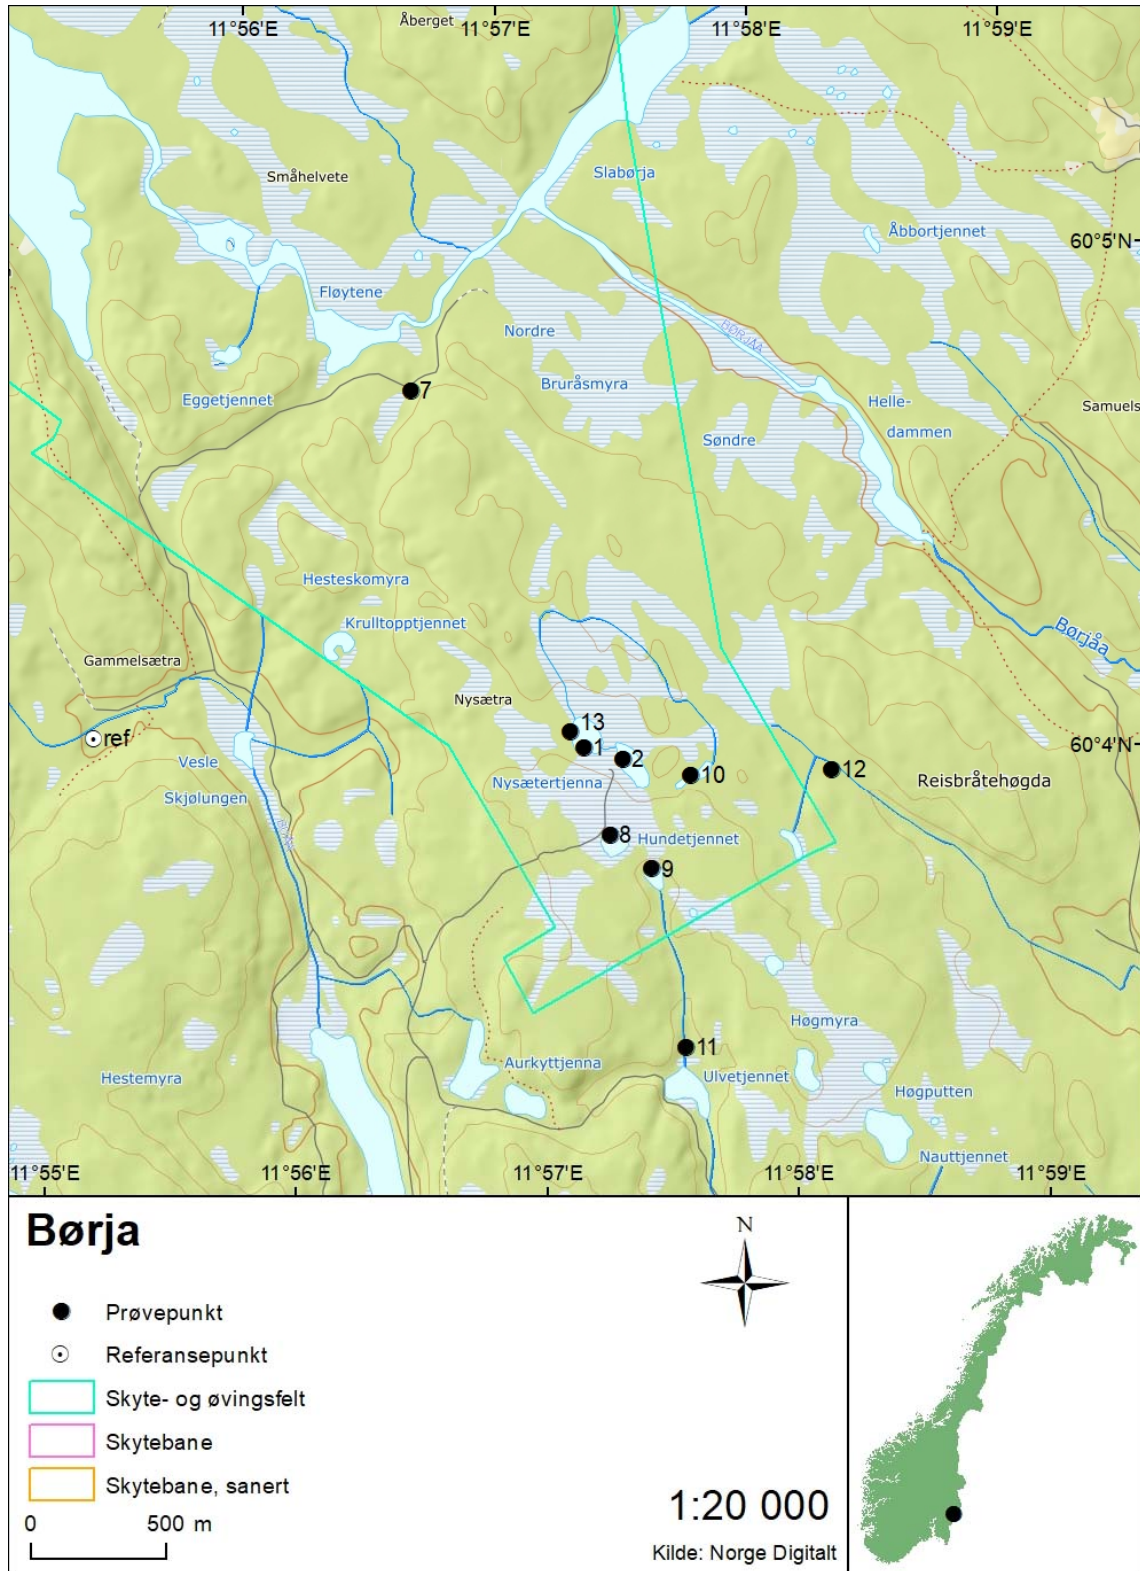 Åberget
11°56'E
11°57'E
11°58'E
11°59'E
Småhelvete
Slabørja
Åbbortjennet
60°5'N
Fløytene
Nordre
BØRJÅA
Eggetjennet
7
Bruråsmyra
Helle-
dammen
Samuels
Søndre
Hesteskomyra
Krulltopptjennet
Børjåa
Gammelsætra
Nysætra
13
ref
1
60°4'N
Vesle
Skjølungen
2
Nysætertjenna
10
12
Reisbråtehøgda
8
Hundetjennet
9
Høgmyra
11
Hestemyra
Aurkyttjenna
Ulvetjennet
Høgputten
Nauttjennet
11°55'E
11°56'E
11°57'E
11°58'E
11°59'E
Børja
N
Prøvepunkt
Referansepunkt
Skyte- og øvingsfelt
Skytebane
Skytebane, sanert
0 500 m
1:20 000
Kilde: Norge Digitalt